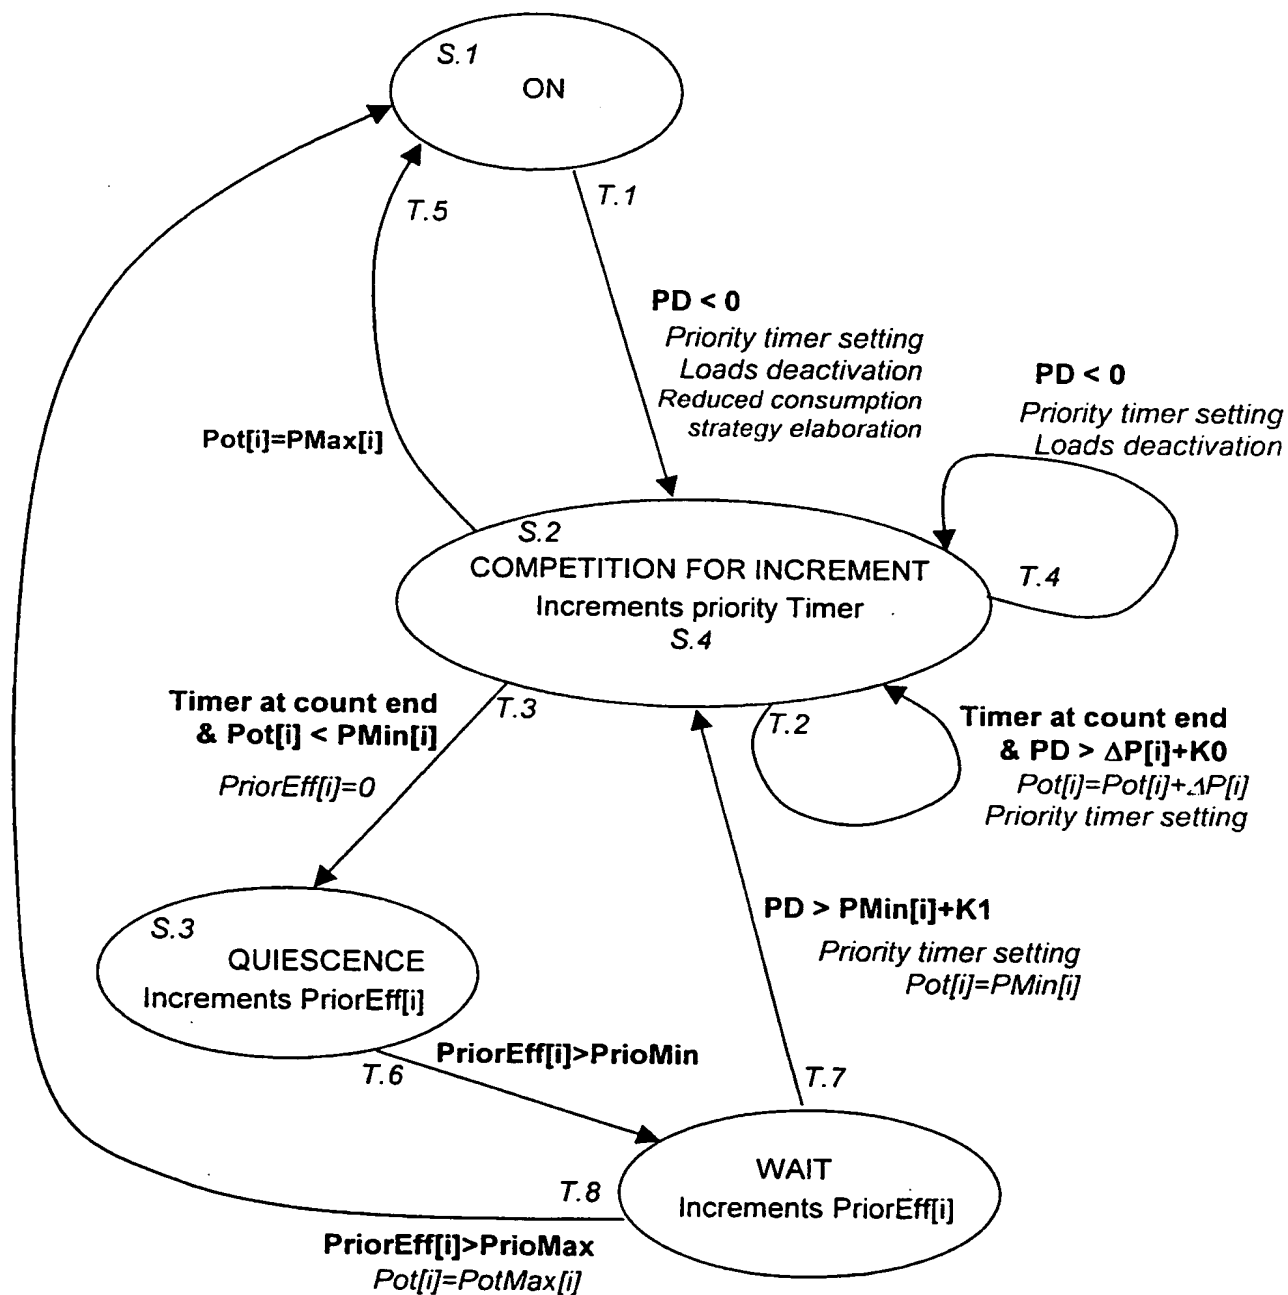 S.1
ON
T.5
T.1
PD < 0
Priority timer setting
Loads deactivation
Reduced consumption
strategy elaboration
PD < 0
Priority timer setting
Loads deactivation
Pot[i]=PMax[i]
S.2
COMPETITION FOR INCREMENT
Increments priority Timer
S.4
T.4
Timer at count end
& Pot[i] < PMin[i]
PriorEff[i]=0
T.3
T.2
Timer at count end
& PD > ΔP[i]+K0
Pot[i]=Pot[i]+ΔP[i]
Priority timer setting
PD > PMin[i]+K1
Priority timer setting
Pot[i]=PMin[i]
S.3
QUIESCENCE
Increments PriorEff[i]
T.6
PriorEff[i]>PrioMin
T.7
WAIT
Increments PriorEff[i]
T.8
PriorEff[i]>PrioMax
Pot[i]=PotMax[i]